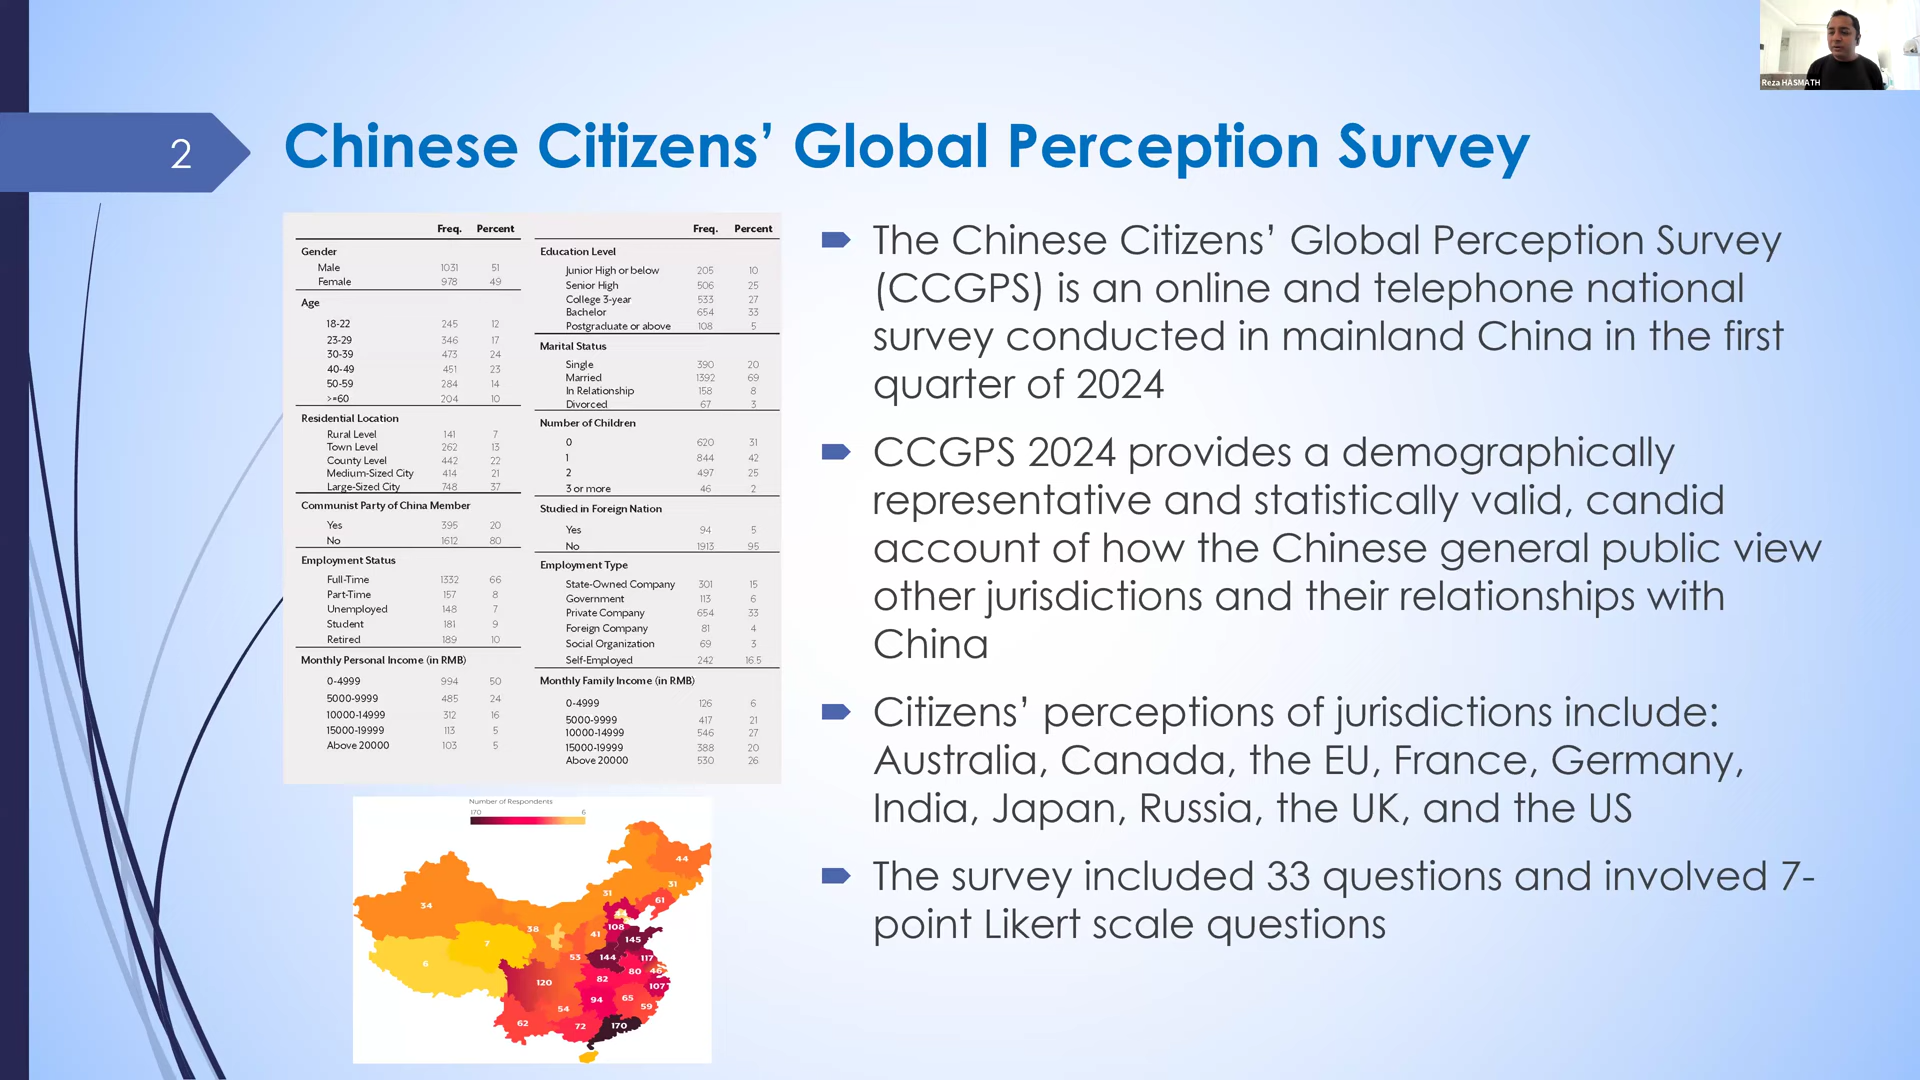 Reza HASMATH
2
Chinese Citizens’ Global Perception Survey
Freq. Percent
Gender
Male 1031 51
Female 978 49
Age
18-22 245 12
23-29 346 17
30-39 473 24
40-49 451 23
50-59 284 14
>=60 204 10
Residential Location
Rural Level 141 7
Town Level 262 13
County Level 442 22
Medium-Sized City 414 21
Large-Sized City 748 37
Communist Party of China Member
Yes 395 20
No 1612 80
Employment Status
Full-Time 1332 66
Part-Time 157 8
Unemployed 148 7
Student 181 9
Retired 189 10
Monthly Personal Income (in RMB)
0-4999 994 50
5000-9999 485 24
10000-14999 312 16
15000-19999 113 5
Above 20000 103 5
Freq. Percent
Education Level
Junior High or below 205 10
Senior High 506 25
College 3-year 533 27
Bachelor 654 33
Postgraduate or above 108 5
Marital Status
Single 390 20
Married 1392 69
In Relationship 158 8
Divorced 67 3
Number of Children
0 620 31
1 844 42
2 497 25
3 or more 46 2
Studied in Foreign Nation
Yes 94 5
No 1913 95
Employment Type
State-Owned Company 301 15
Government 113 6
Private Company 654 33
Foreign Company 81 4
Social Organization 69 3
Self-Employed 242 16.5
Monthly Family Income (in RMB)
0-4999 126 6
5000-9999 417 21
10000-14999 546 27
15000-19999 388 20
Above 20000 530 26
Number of Respondents
170 6
44
31
31
61
34
108
38
41
145
7
53
144
117
6
80
46
82
120
107
94
65
54
59
62
72
170
The Chinese Citizens’ Global Perception Survey
(CCGPS) is an online and telephone national
survey conducted in mainland China in the first
quarter of 2024
CCGPS 2024 provides a demographically
representative and statistically valid, candid
account of how the Chinese general public view
other jurisdictions and their relationships with
China
Citizens’ perceptions of jurisdictions include:
Australia, Canada, the EU, France, Germany,
India, Japan, Russia, the UK, and the US
The survey included 33 questions and involved 7-
point Likert scale questions